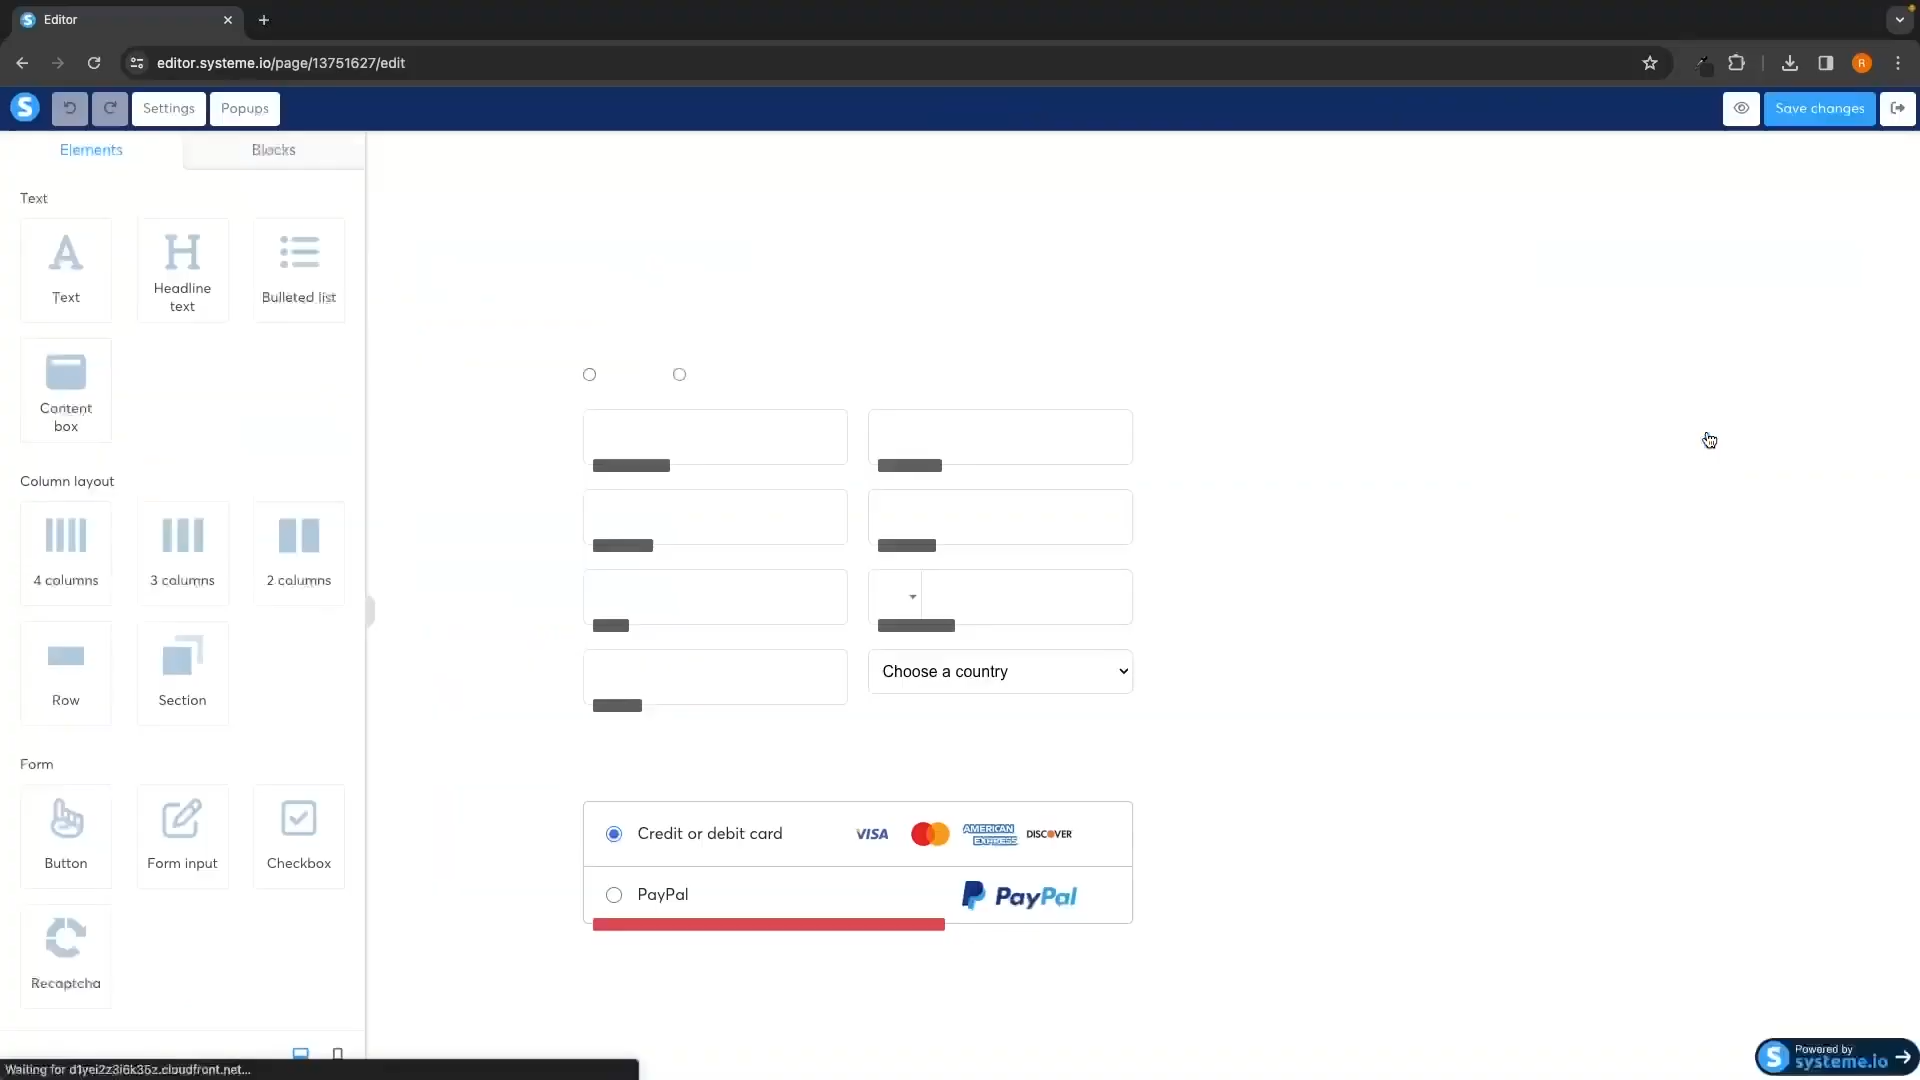 Editor
editor.systeme.io/page/13751627/edit
R
S
Settings
Popups
Save changes
Elements
Blocks
Text
A
H
Text
Headline
text
Bulleted list
Content
box
Column layout
4 columns
3 columns
2 columns
Row
Section
Form
Button
Form input
Checkbox
Recaptcha
Choose a country
Credit or debit card
VISA
AMERICAN
EXPRESS
DISCOVER
PayPal
PayPal
Powered by
systeme.io
Waiting for d1yei2z3i6k35z.cloudfront.net...